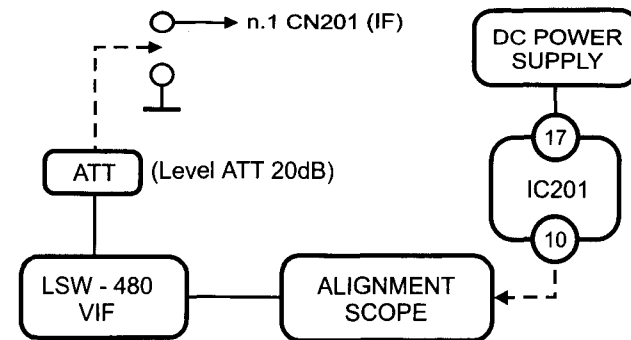 n.1 CN201 (IF)
DC POWER
SUPPLY
17
ATT
(Level ATT 20dB)
IC201
10
LSW - 480
VIF
ALIGNMENT
SCOPE